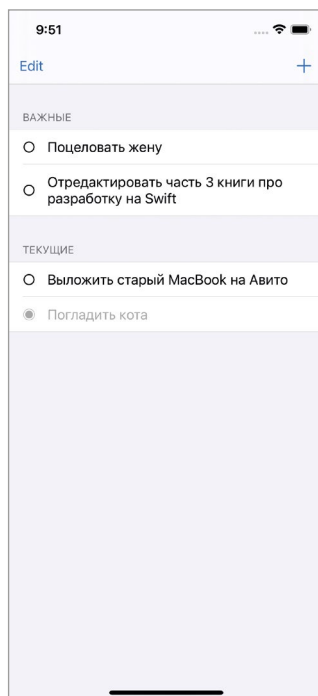 9:51
Edit +
ВАЖНЫЕ
Поцеловать жену
Отредактировать часть 3 книги про
разработку на Swift
ТЕКУЩИЕ
Выложить старый MacBook на Авито
Погладить кота